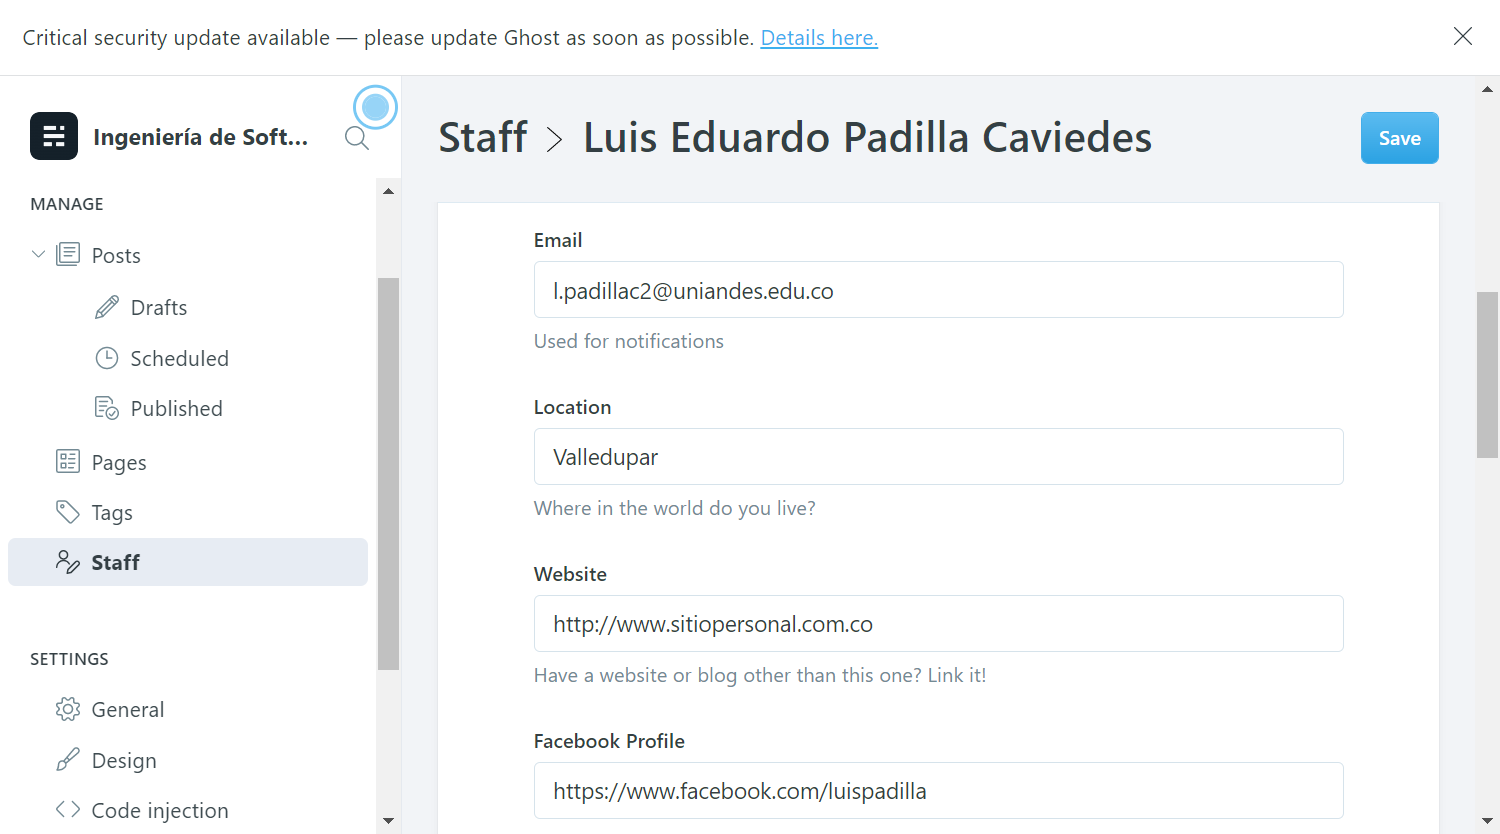 Critical security update available — please update Ghost as soon as possible. Details here.
Ingeniería de Soft...
MANAGE
Posts
Drafts
Scheduled
Published
Pages
Tags
Staff
SETTINGS
General
Design
Code injection
Staff > Luis Eduardo Padilla Caviedes
Save
Email
l.padillac2@uniandes.edu.co
Used for notifications
Location
Valledupar
Where in the world do you live?
Website
http://www.sitiopersonal.com.co
Have a website or blog other than this one? Link it!
Facebook Profile
https://www.facebook.com/luispadilla